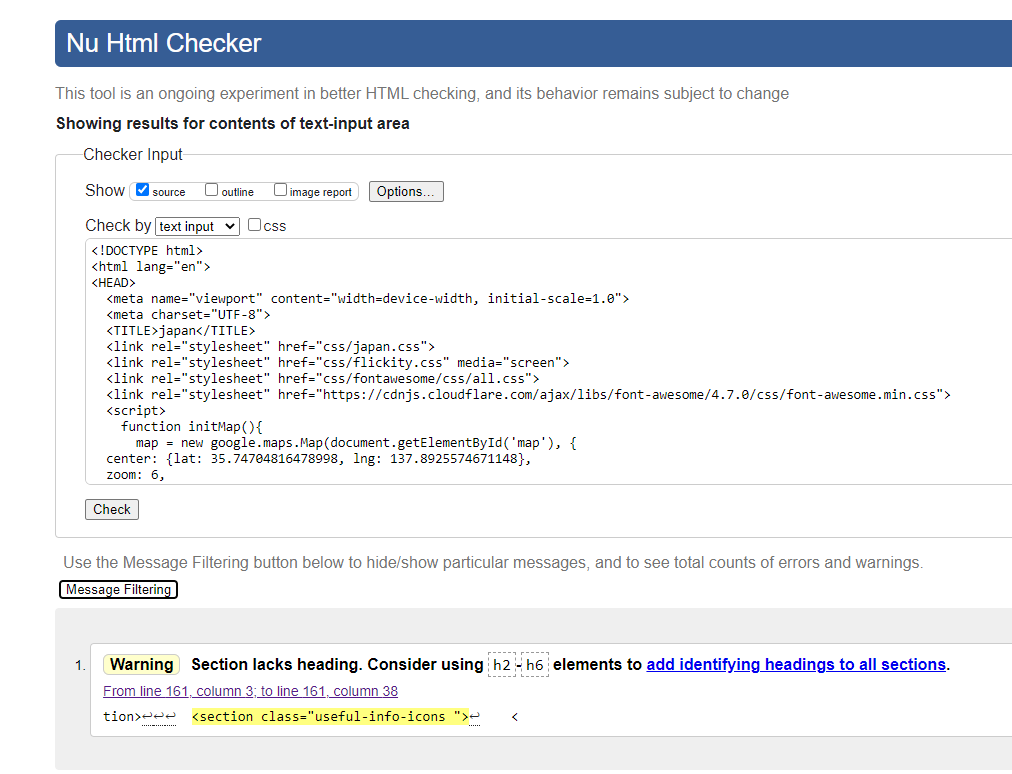 Nu Html Checker
This tool is an ongoing experiment in better HTML checking, and its behavior remains subject to change
Showing results for contents of text-input area
Checker Input
Show source outline image report Options...
Check by text input css
<!DOCTYPE html>
<html lang="en">
<HEAD>
  <meta name="viewport" content="width=device-width, initial-scale=1.0">
  <meta charset="UTF-8">
  <TITLE>japan</TITLE>
  <link rel="stylesheet" href="css/japan.css">
  <link rel="stylesheet" href="css/flickity.css" media="screen">
  <link rel="stylesheet" href="css/fontawesome/css/all.css">
  <link rel="stylesheet" href="https://cdnjs.cloudflare.com/ajax/libs/font-awesome/4.7.0/css/font-awesome.min.css">
  <script>
    function initMap(){
      map = new google.maps.Map(document.getElementById('map'), {
  center: {lat: 35.74704816478998, lng: 137.8925574671148},
  zoom: 6,
Check
Use the Message Filtering button below to hide/show particular messages, and to see total counts of errors and warnings.
Message Filtering
1. Warning Section lacks heading. Consider using h2-h6 elements to add identifying headings to all sections.
From line 161, column 3; to line 161, column 38
tion>↩↩↩  <section class="useful-info-icons ">↩    <